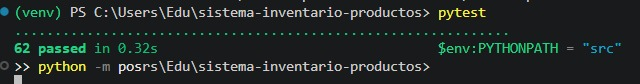 (venv) PS C:\Users\Edu\sistema-inventario-productos> pytest
..............................................................
62 passed in 0.32s $env:PYTHONPATH = "src"
>> python -m posrs\Edu\sistema-inventario-productos>